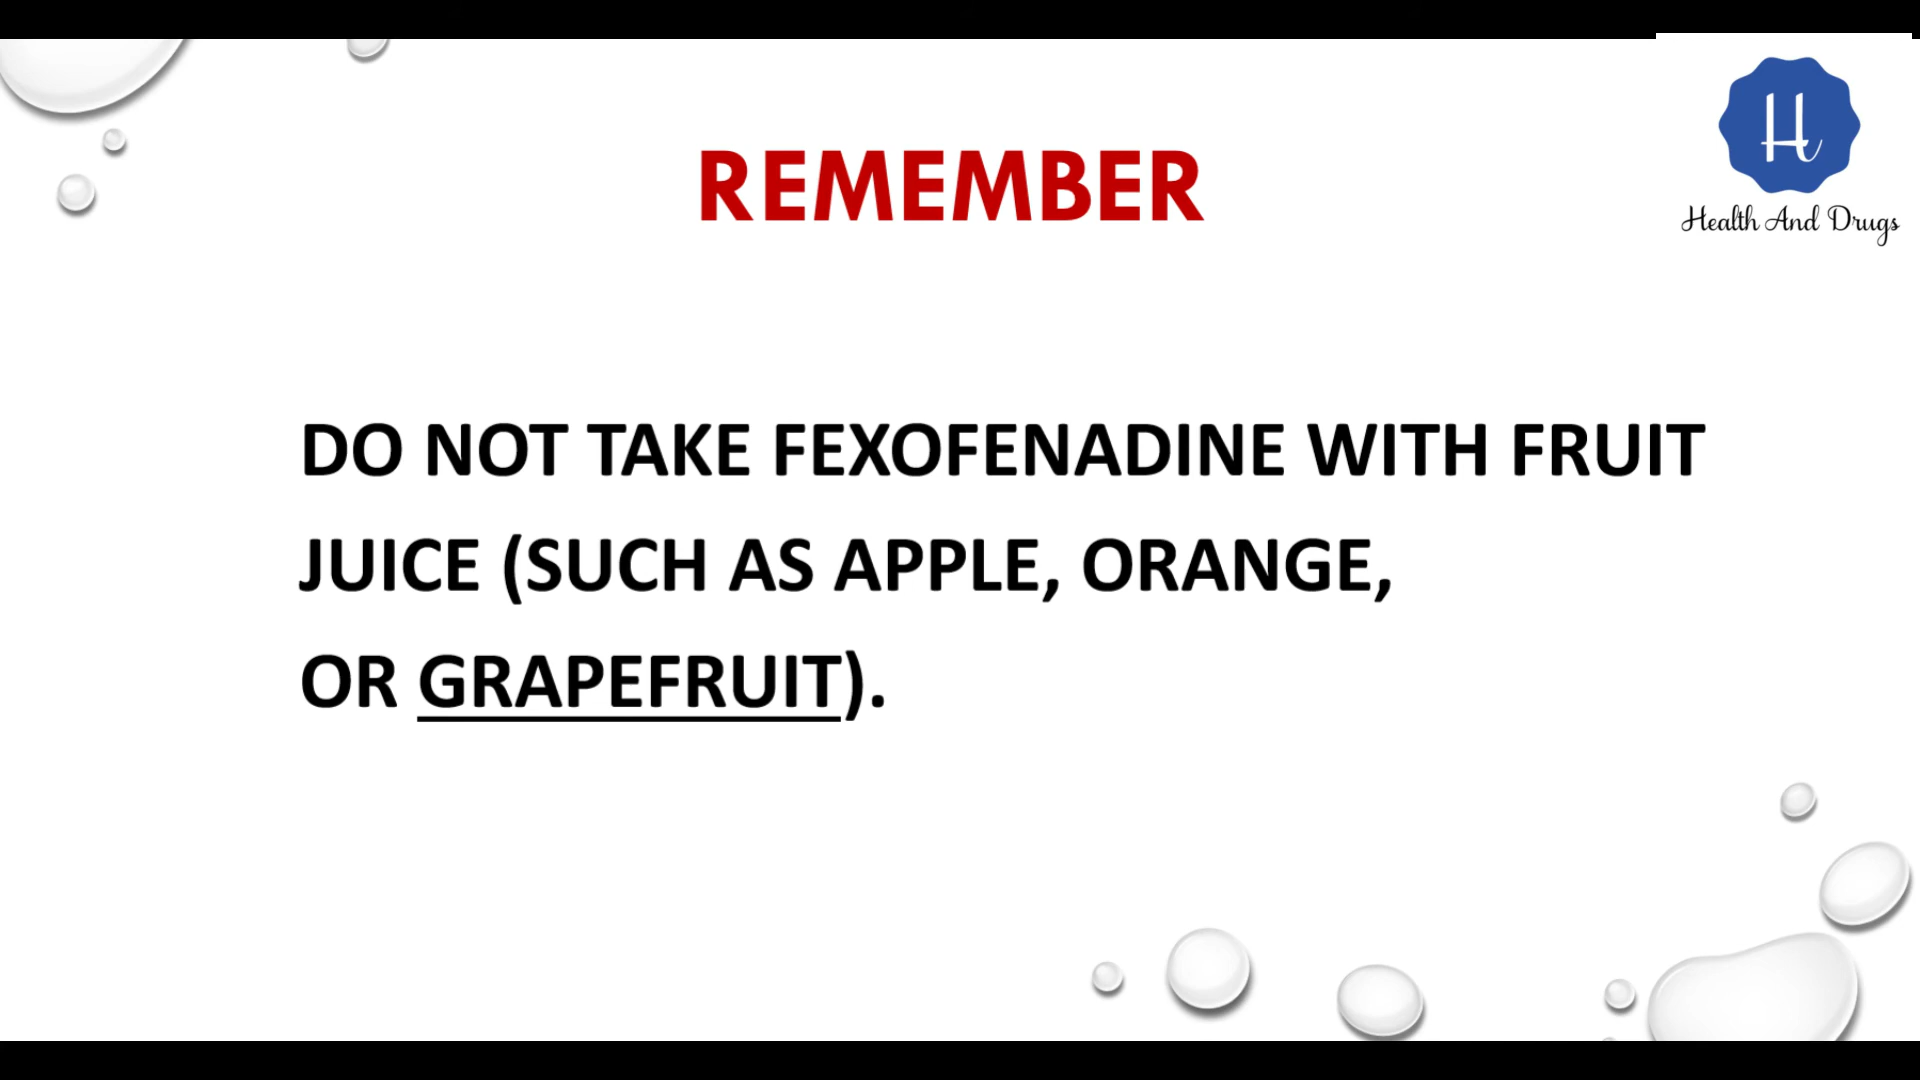 H
Health And Drugs
REMEMBER
DO NOT TAKE FEXOFENADINE WITH FRUIT
JUICE (SUCH AS APPLE, ORANGE,
OR GRAPEFRUIT).